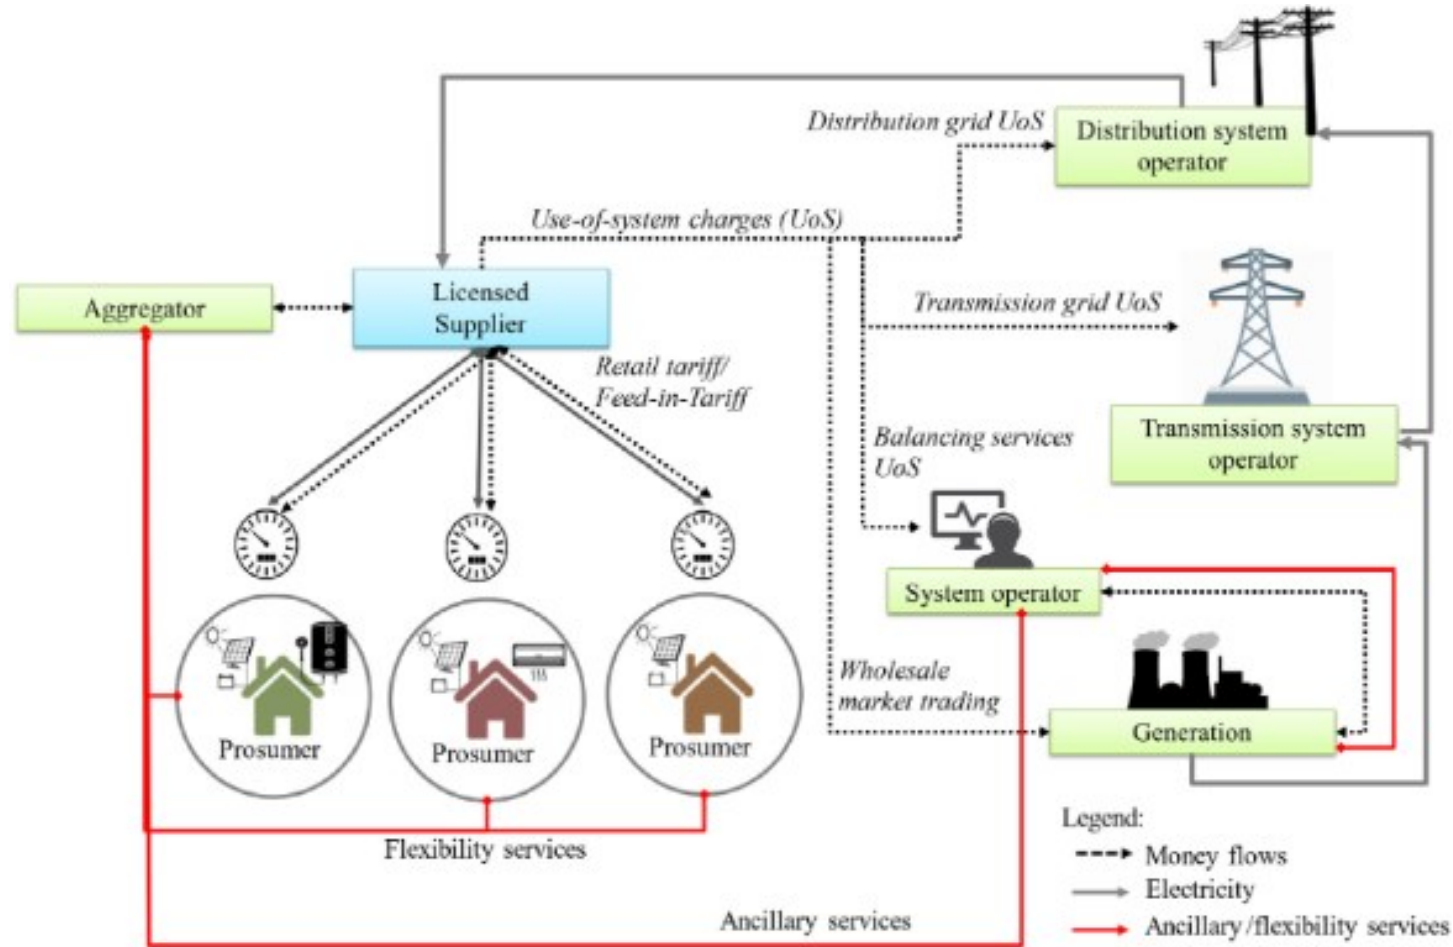 Distribution grid UoS
Distribution system
operator
Use-of-system charges (UoS)
Aggregator
Licensed
Supplier
Transmission grid UoS
Retail tariff/
Feed-in-Tariff
Transmission system
operator
Balancing services
UoS
System operator
Wholesale
market trading
Generation
Prosumer
Prosumer
Prosumer
Flexibility services
Ancillary services
Legend:
Money flows
Electricity
Ancillary/flexibility services